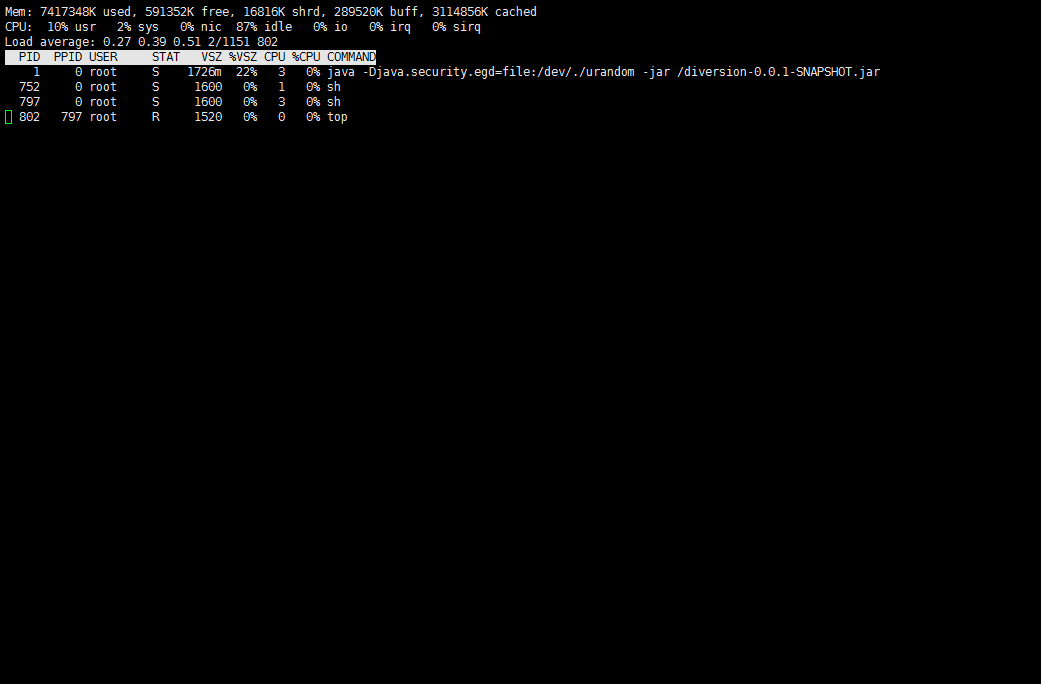 Mem: 7417348K used, 591352K free, 16816K shrd, 289520K buff, 3114856K cached
CPU:  10% usr   2% sys   0% nic  87% idle   0% io   0% irq   0% sirq
Load average: 0.27 0.39 0.51 2/1151 802
  PID  PPID USER     STAT   VSZ %VSZ CPU %CPU COMMAND
    1     0 root     S    1726m  22%   3   0% java -Djava.security.egd=file:/dev/./urandom -jar /diversion-0.0.1-SNAPSHOT.jar
  752     0 root     S     1600   0%   1   0% sh
  797     0 root     S     1600   0%   3   0% sh
  802   797 root     R     1520   0%   0   0% top